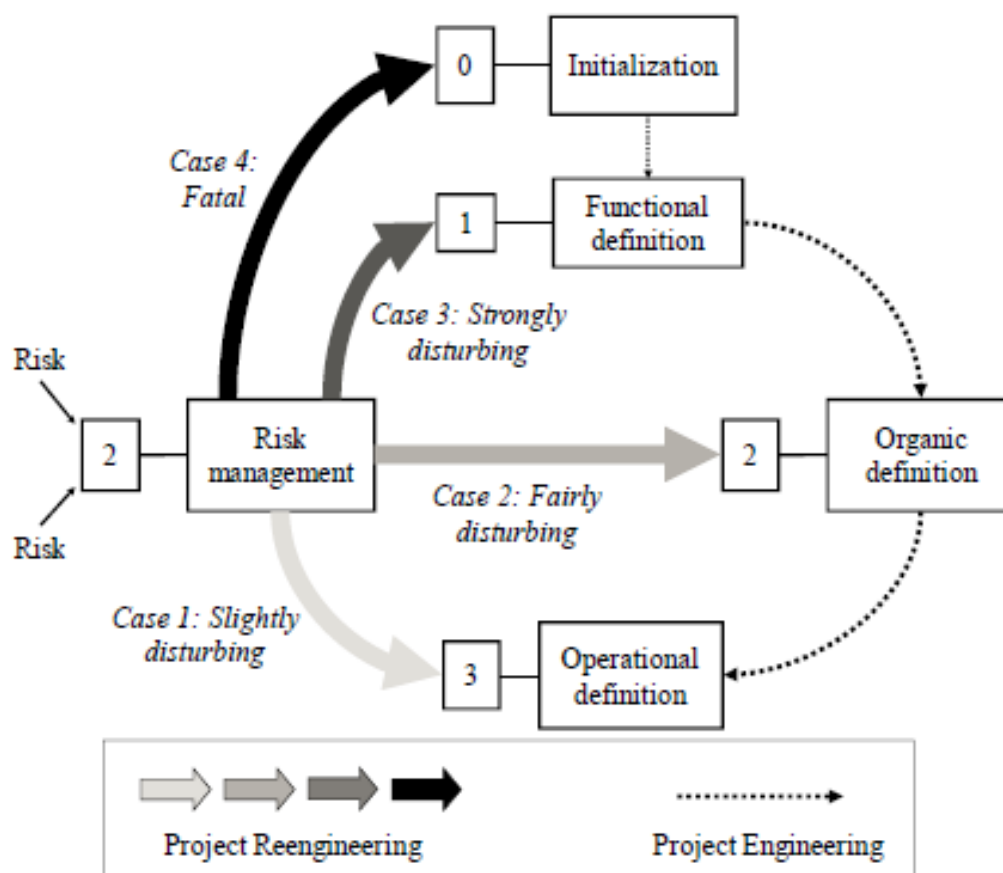 0
Initialization
Case 4:
Fatal
1
Functional
definition
Case 3: Strongly
disturbing
Risk
2
Risk
management
2
Organic
definition
Case 2: Fairly
disturbing
Risk
Case 1: Slightly
disturbing
3
Operational
definition
Project Reengineering
Project Engineering